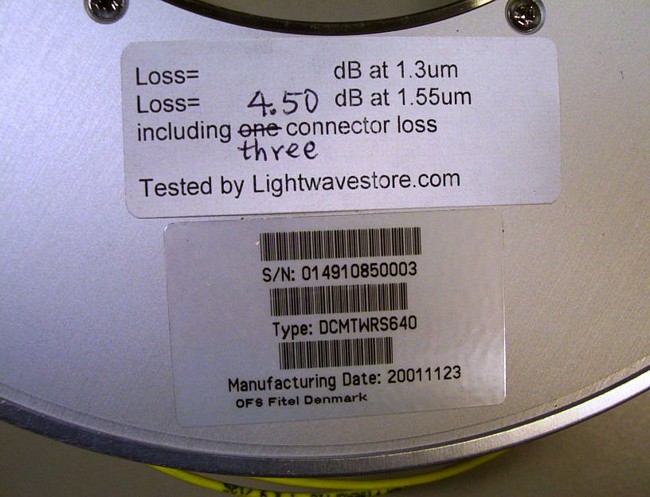 Loss= dB at 1.3um
Loss= 4.50 dB at 1.55um
including one connector loss
three
Tested by Lightwavestore.com
S/N: 014910850003
Type: DCMTWRS640
Manufacturing Date: 20011123
OFS Fitel Denmark